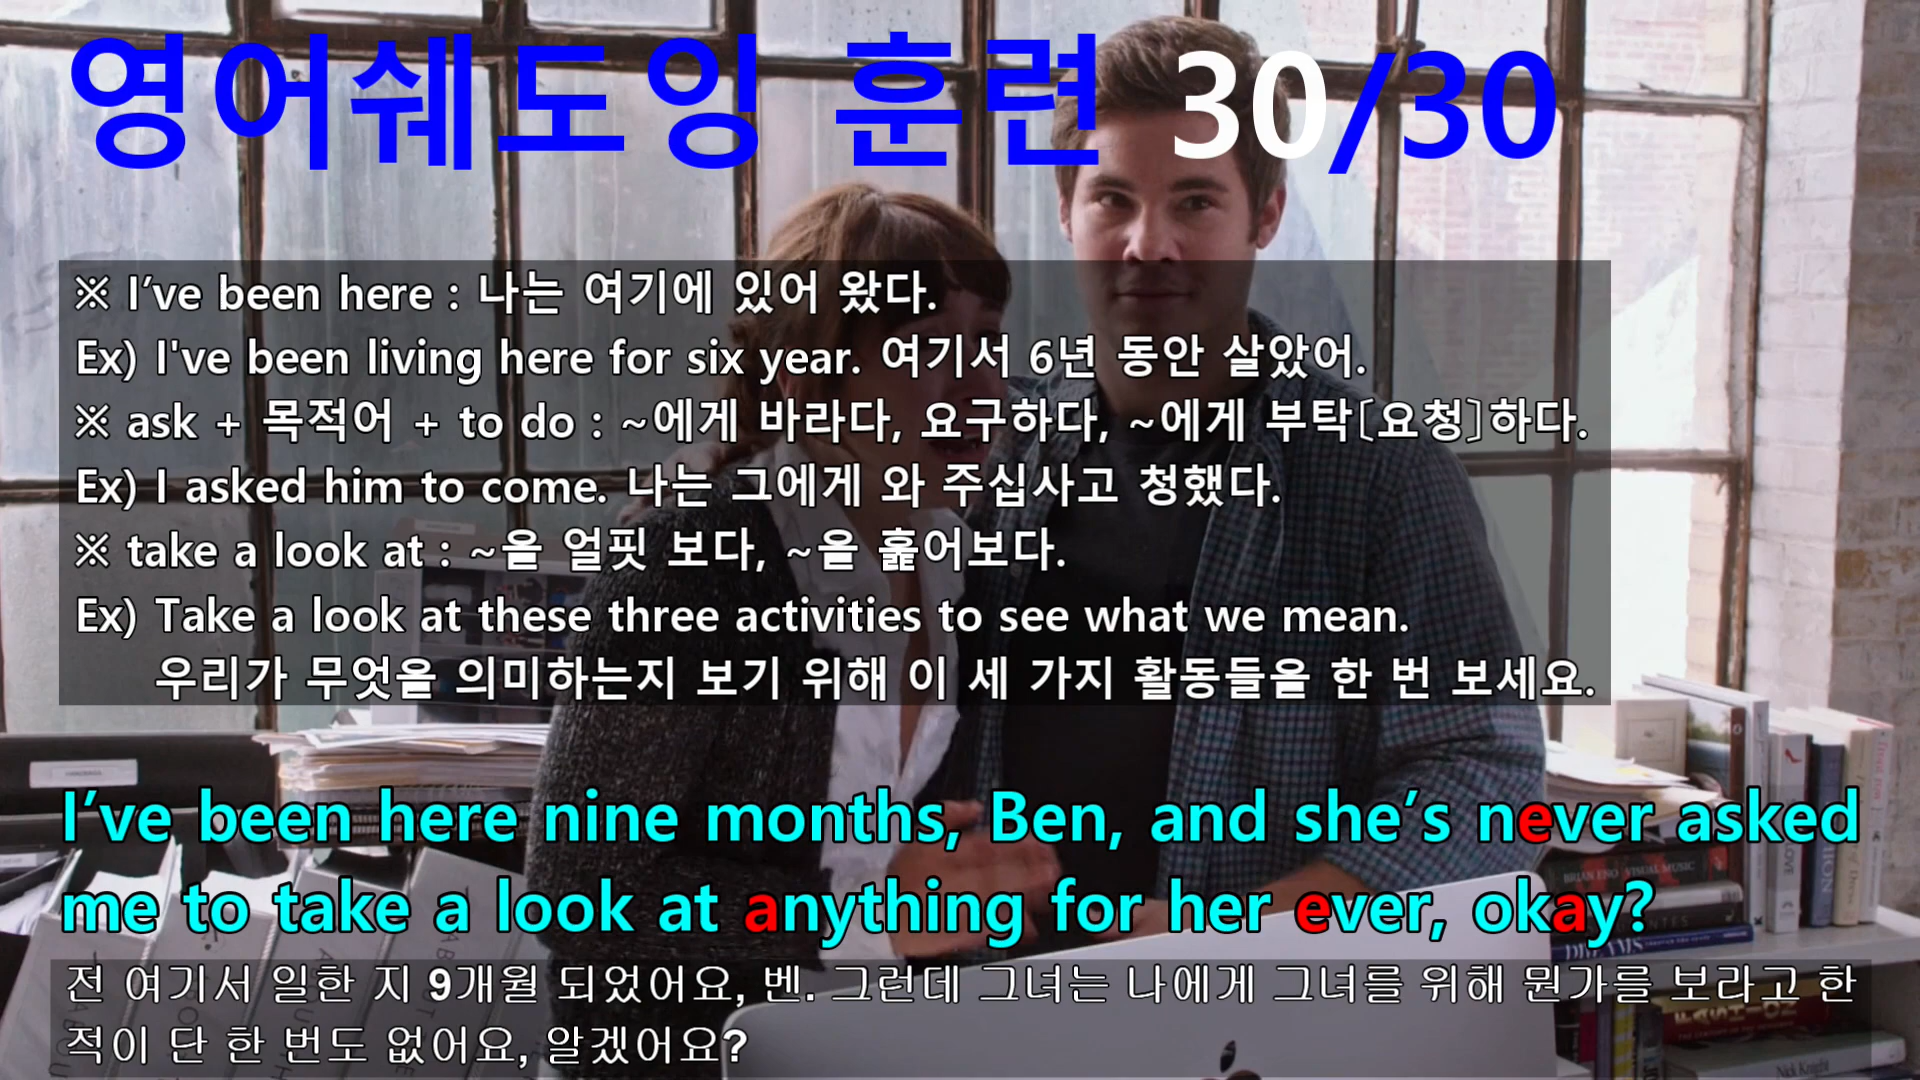 영어쉐도잉 훈련 30/30
※ I’ve been here : 나는 여기에 있어 왔다.
Ex) I've been living here for six year. 여기서 6년 동안 살았어.
※ ask + 목적어 + to do : ~에게 바라다, 요구하다, ~에게 부탁[요청]하다.
Ex) I asked him to come. 나는 그에게 와 주십사고 청했다.
※ take a look at : ~을 얼핏 보다, ~을 훑어보다.
Ex) Take a look at these three activities to see what we mean.
우리가 무엇을 의미하는지 보기 위해 이 세 가지 활동들을 한 번 보세요.
I’ve been here nine months, Ben, and she’s never asked
me to take a look at anything for her ever, okay?
BRIAN ENO VISUAL MUSIC
DREAMS
FASHION
Nick Knight
전 여기서 일한 지 9개월 되었어요, 벤. 그런데 그녀는 나에게 그녀를 위해 뭔가를 보라고 한
적이 단 한 번도 없어요, 알겠어요?